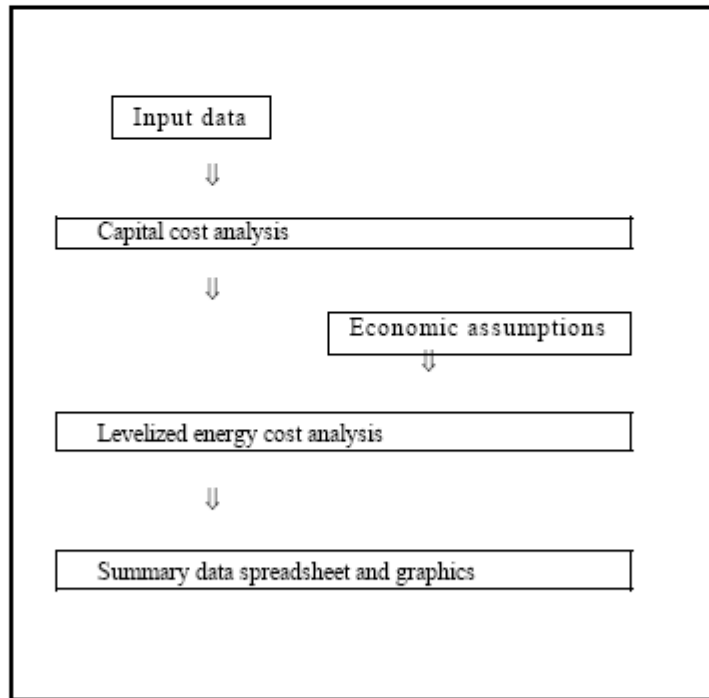 Input data
⇓
Capital cost analysis
⇓
Economic assumptions
⇓
Levelized energy cost analysis
⇓
Summary data spreadsheet and graphics